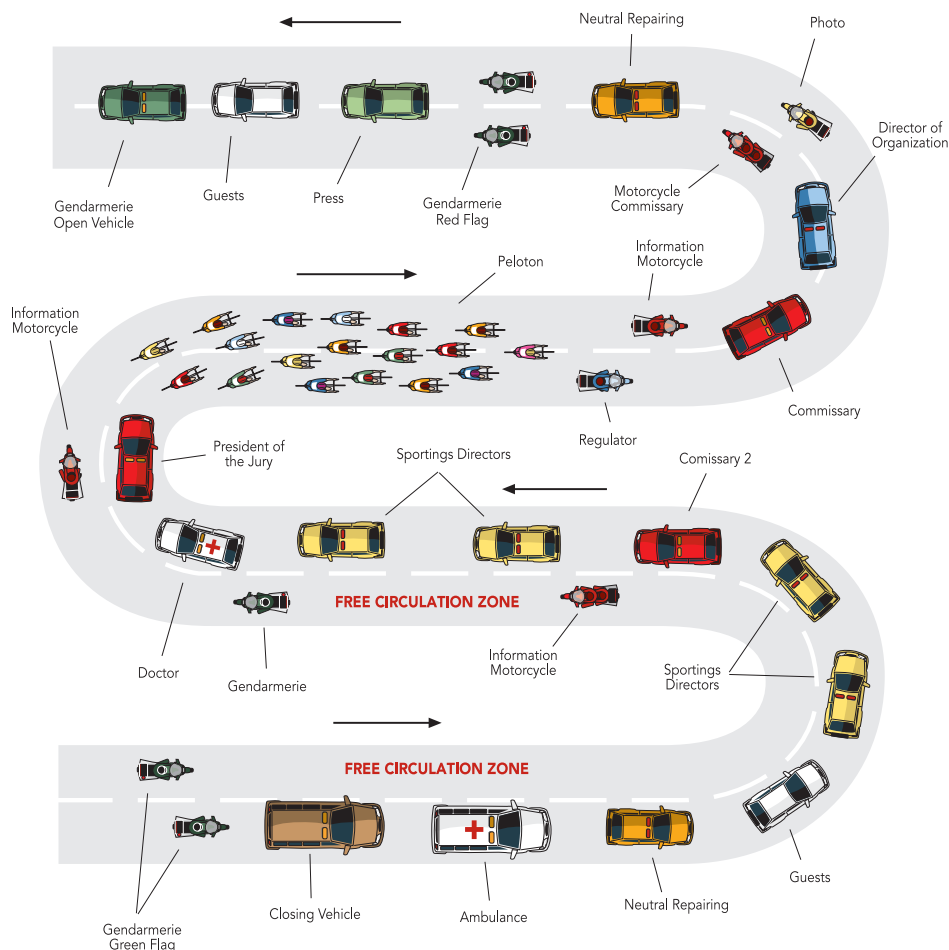 Neutral Repairing
Photo
Director of
Organization
Guests
Press
Gendarmerie
Open Vehicle
Gendarmerie
Red Flag
Motorcycle
Commissary
Information
Motorcycle
Peloton
Information
Motorcycle
Commissary
Regulator
President of
the Jury
Sportings Directors
Comissary 2
FREE CIRCULATION ZONE
Information
Motorcycle
Doctor
Gendarmerie
Sportings
Directors
FREE CIRCULATION ZONE
Guests
Neutral Repairing
Ambulance
Closing Vehicle
Gendarmerie
Green Flag